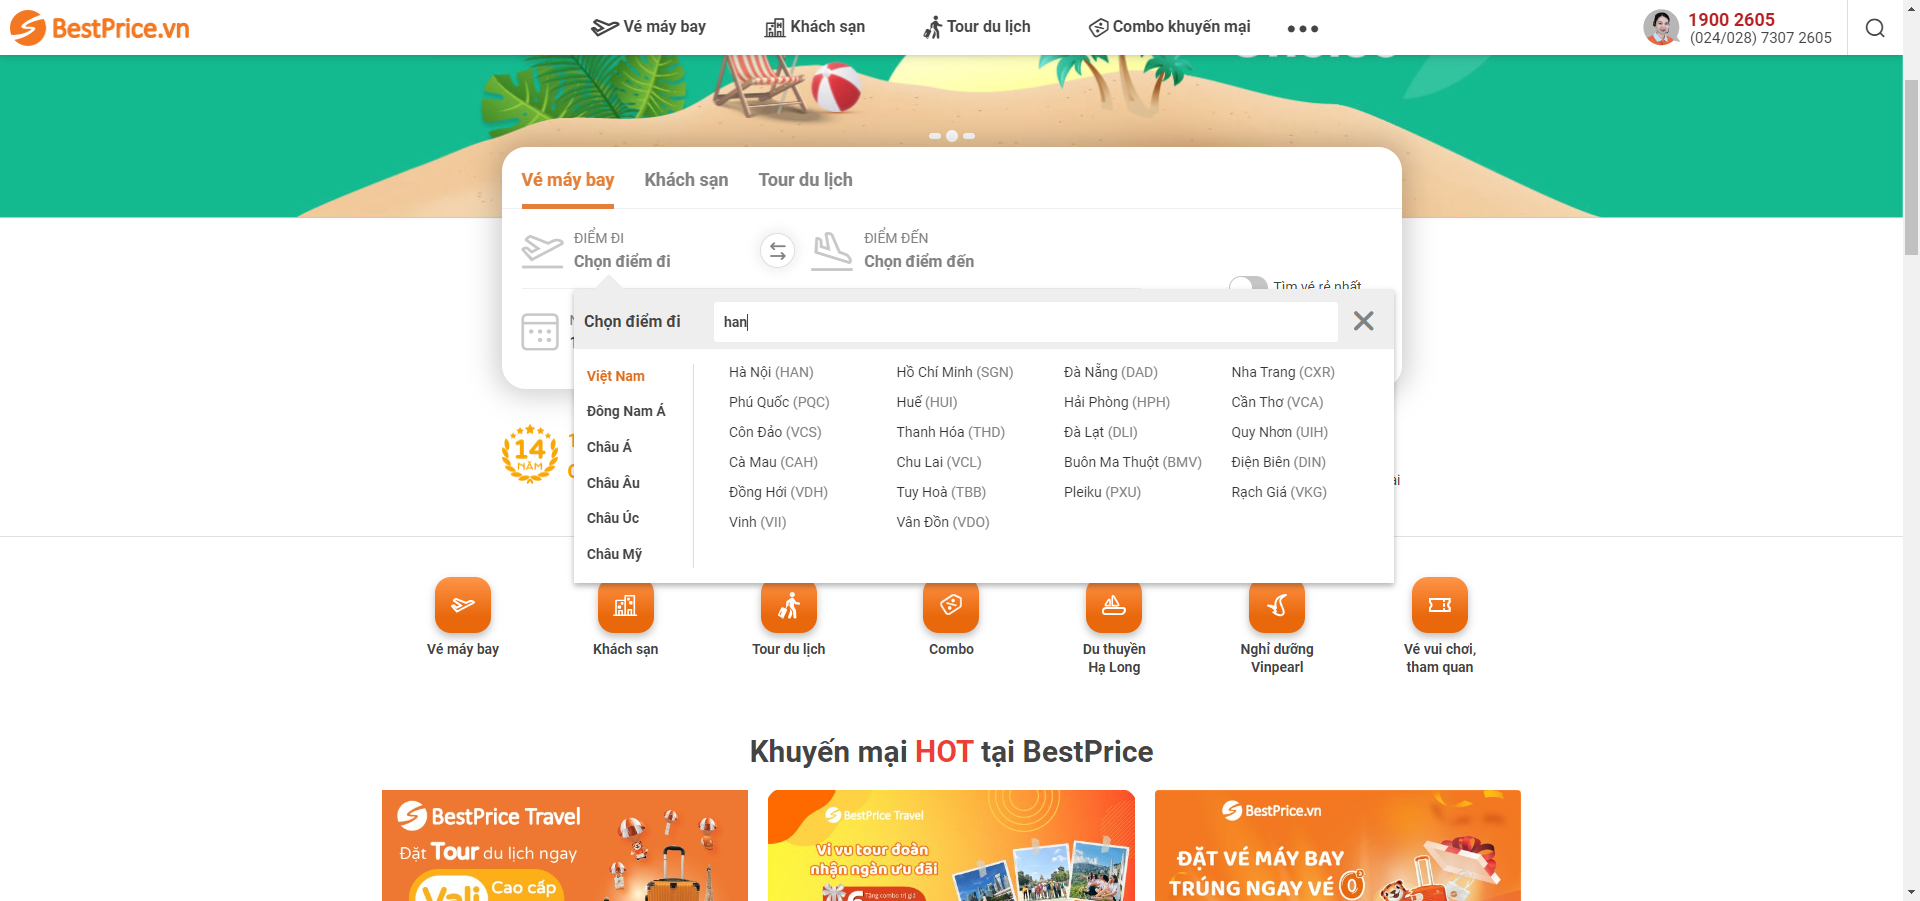 BestPrice.vn
Vé máy bay
Khách sạn
Tour du lịch
Combo khuyến mại
1900 2605
(024/028) 7307 2605
Vé máy bay
Khách sạn
Tour du lịch
ĐIỂM ĐI
Chọn điểm đi
ĐIỂM ĐẾN
Chọn điểm đến
Tìm vé rẻ nhất
Chọn điểm đi
han
Việt Nam
Đông Nam Á
Châu Á
Châu Âu
Châu Úc
Châu Mỹ
Hà Nội (HAN)
Hồ Chí Minh (SGN)
Đà Nẵng (DAD)
Nha Trang (CXR)
Phú Quốc (PQC)
Huế (HUI)
Hải Phòng (HPH)
Cần Thơ (VCA)
Côn Đảo (VCS)
Thanh Hóa (THD)
Đà Lạt (DLI)
Quy Nhơn (UIH)
Cà Mau (CAH)
Chu Lai (VCL)
Buôn Ma Thuột (BMV)
Điện Biên (DIN)
Đồng Hới (VDH)
Tuy Hoà (TBB)
Pleiku (PXU)
Rạch Giá (VKG)
Vinh (VII)
Vân Đồn (VDO)
14
NĂM
Vé máy bay
Khách sạn
Tour du lịch
Combo
Du thuyền
Hạ Long
Nghỉ dưỡng
Vinpearl
Vé vui chơi,
tham quan
Khuyến mại HOT tại BestPrice
BestPrice Travel
Đặt Tour du lịch ngay
Vali Cao cấp
BestPrice Travel
Vi vu tour đoàn
nhận ngàn ưu đãi
Tặng combo trị giá
BestPrice.vn
ĐẶT VÉ MÁY BAY
TRÚNG NGAY VÉ 0